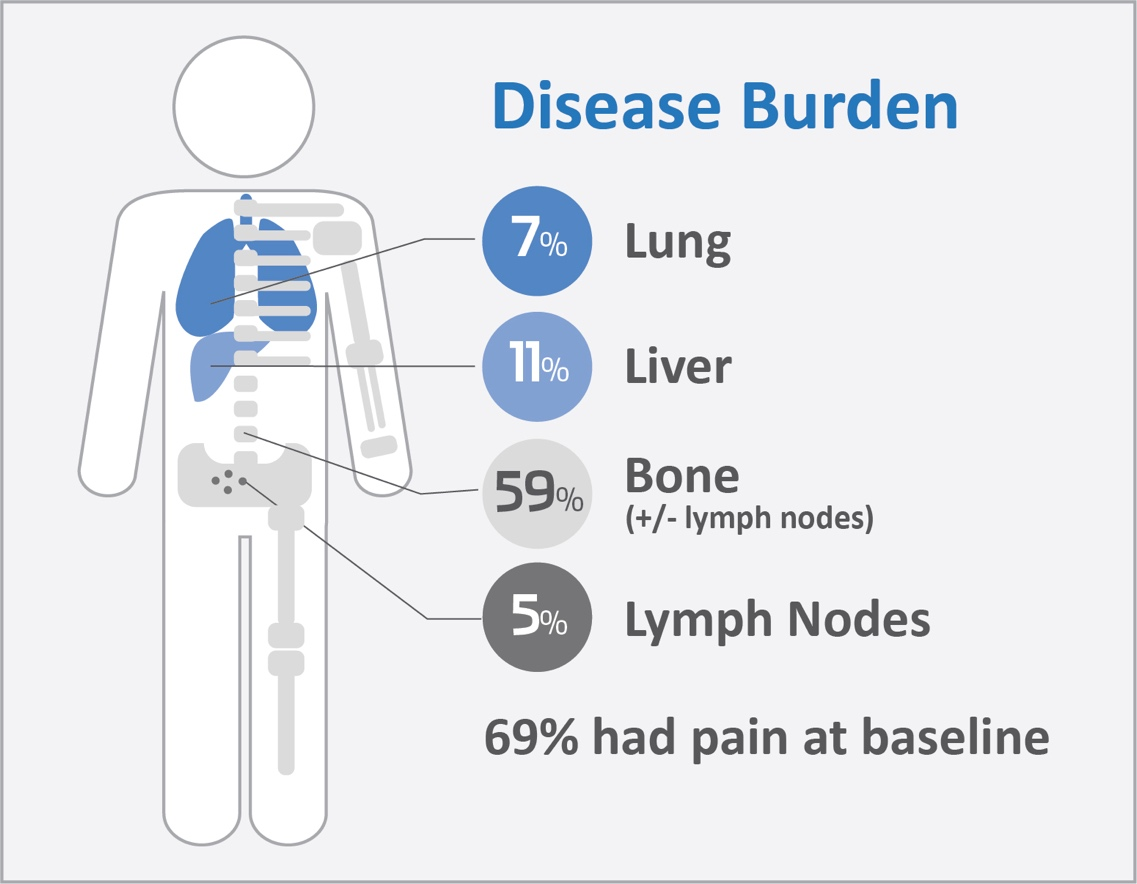 Disease Burden
7% Lung
11% Liver
59% Bone
(+/- lymph nodes)
5% Lymph Nodes
69% had pain at baseline